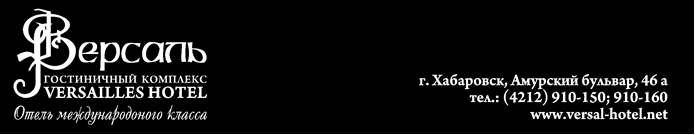 Версаль
ГОСТИНИЧНЫЙ КОМПЛЕКС
VERSAILLES HOTEL
Отель международоного класса
г. Хабаровск, Амурский бульвар, 46 а
тел.: (4212) 910-150; 910-160
www.versal-hotel.net